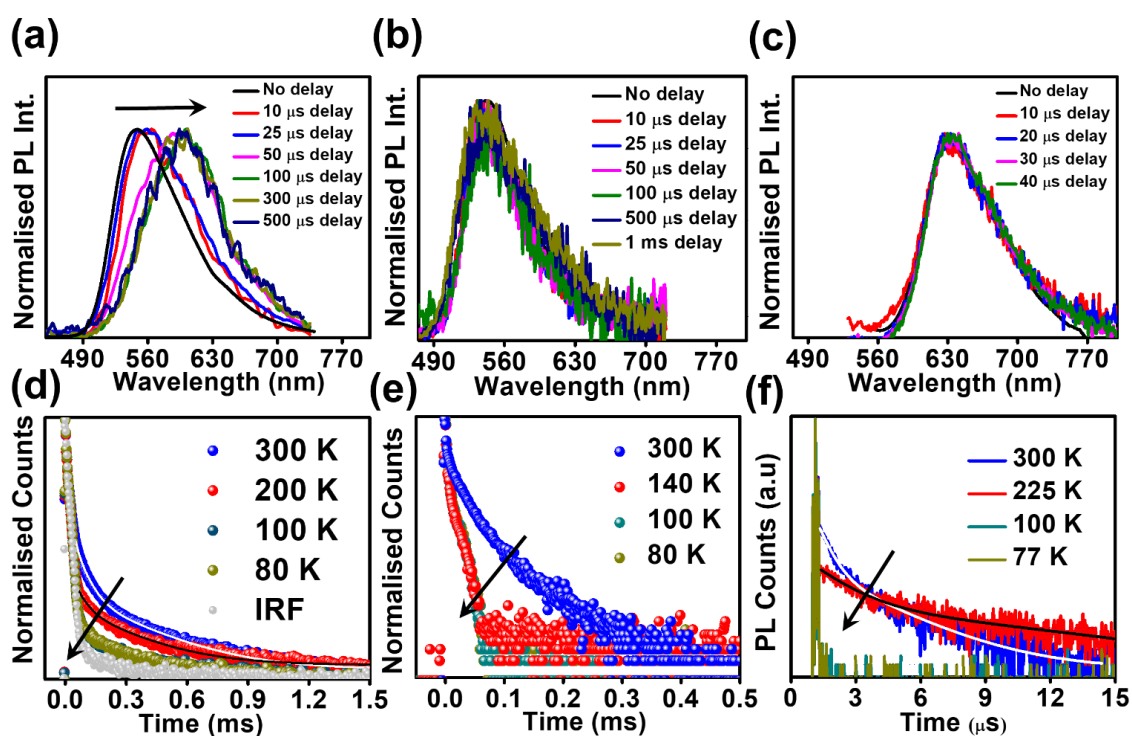 (a)
Normalised PL Int.
No delay
10 μs delay
25 μs delay
50 μs delay
100 μs delay
300 μs delay
500 μs delay
490 560 630 700 770
Wavelength (nm)
(b)
Normalised PL Int.
No delay
10 μs delay
25 μs delay
50 μs delay
100 μs delay
500 μs delay
1 ms delay
490 560 630 700 770
Wavelength (nm)
(c)
Normalised PL Int.
No delay
10 μs delay
20 μs delay
30 μs delay
40 μs delay
490 560 630 700 770
Wavelength (nm)
(d)
Normalised Counts
300 K
200 K
100 K
80 K
IRF
0.0 0.3 0.6 0.9 1.2 1.5
Time (ms)
(e)
Normalised Counts
300 K
140 K
100 K
80 K
0.0 0.1 0.2 0.3 0.4 0.5
Time (ms)
(f)
PL Counts (a.u)
300 K
225 K
100 K
77 K
0 3 6 9 12 15
Time (μs)